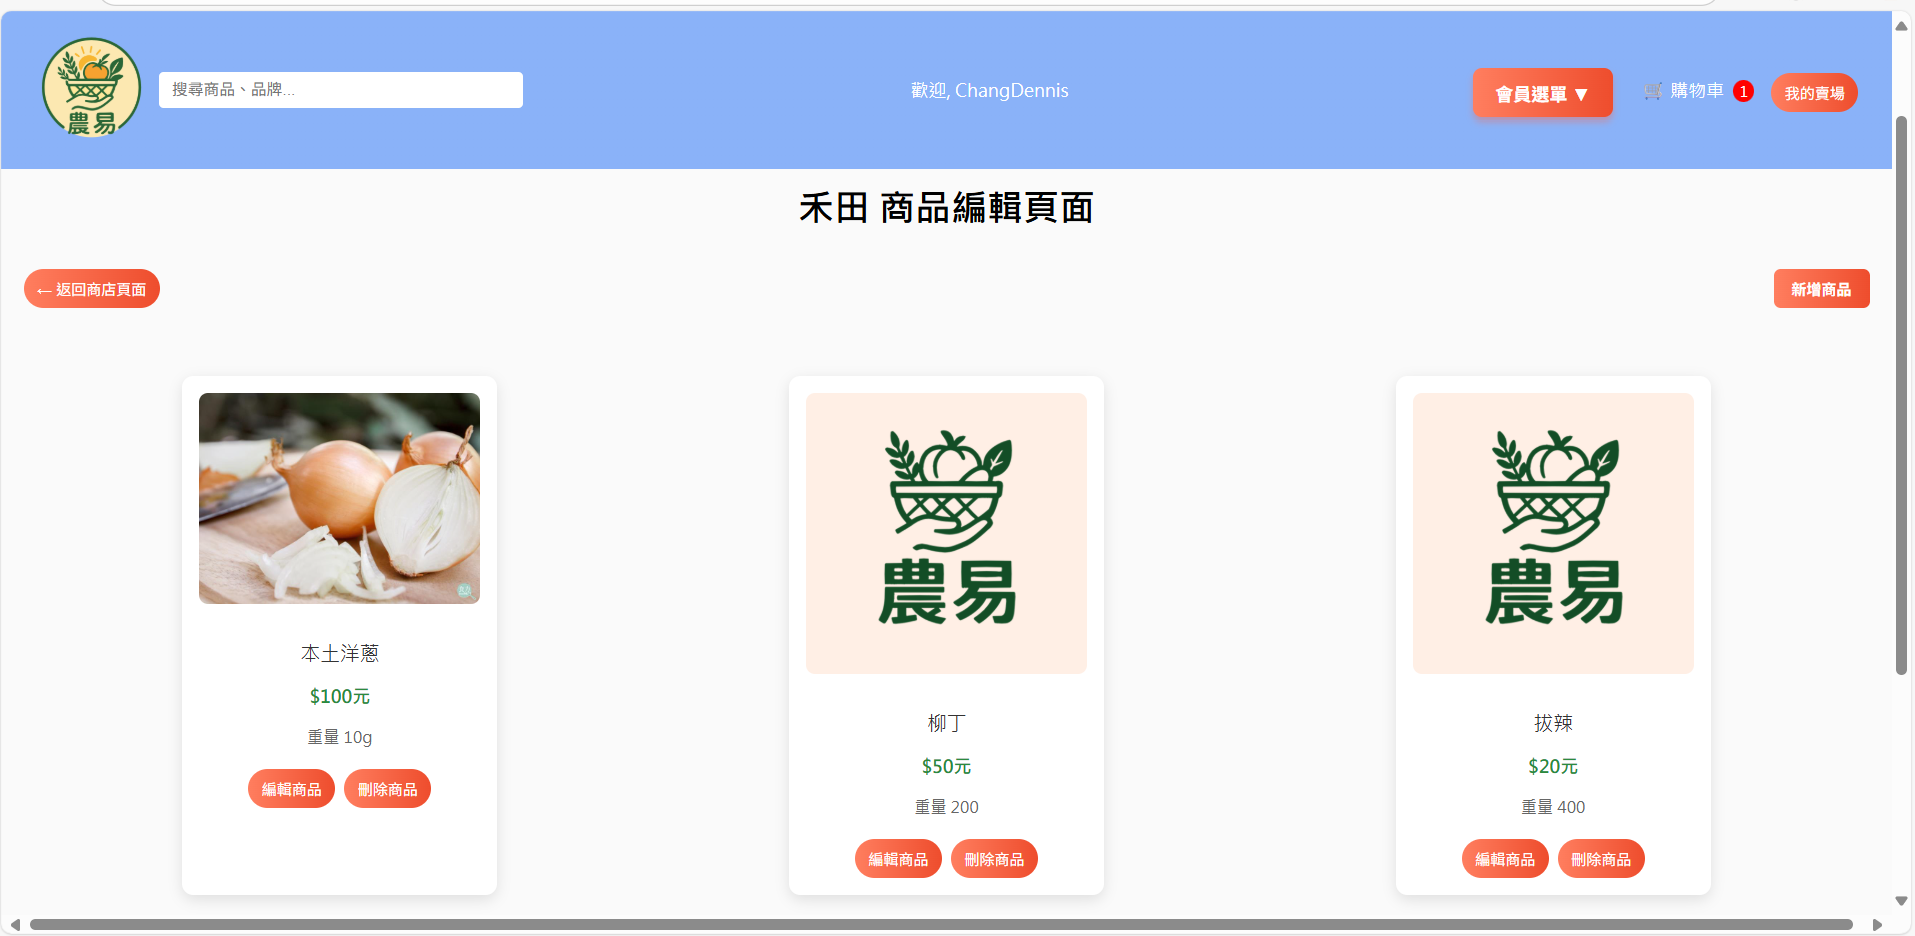 農易
搜尋商品、品牌...
歡迎, ChangDennis
會員選單 ▼
🛒 購物車 1
我的賣場
禾田 商品編輯頁面
← 返回商店頁面
新增商品
本土洋蔥
$100元
重量 10g
編輯商品 刪除商品
農易
柳丁
$50元
重量 200
編輯商品 刪除商品
農易
拔辣
$20元
重量 400
編輯商品 刪除商品